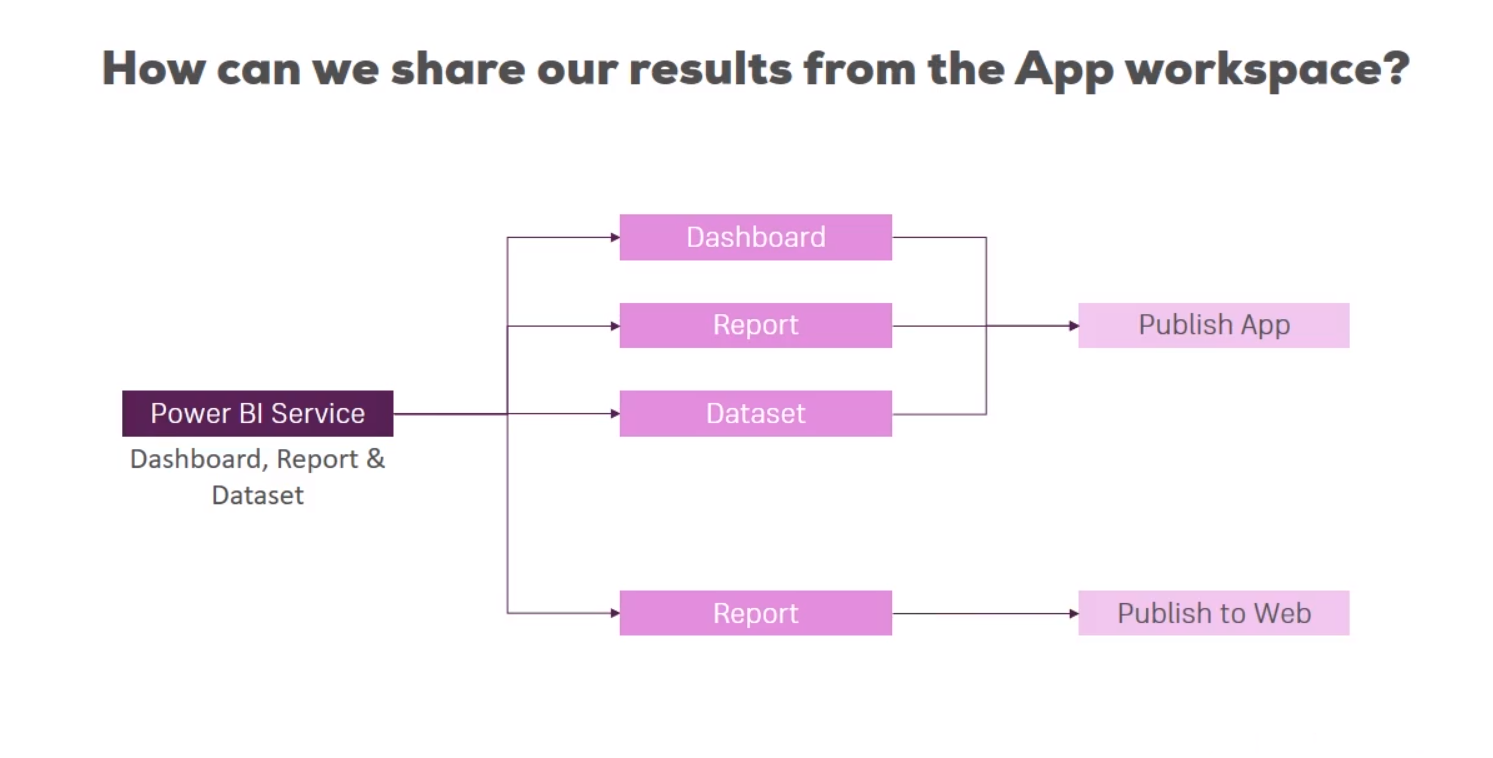 How can we share our results from the App workspace?
Dashboard
Report
Publish App
Power BI Service
Dataset
Dashboard, Report &
Dataset
Report
Publish to Web